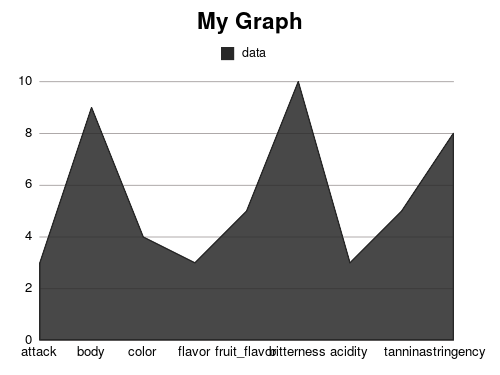 My Graph
data
10
8
6
4
2
0
attack body color flavor fruit_flavor bitterness acidity tannin astringency